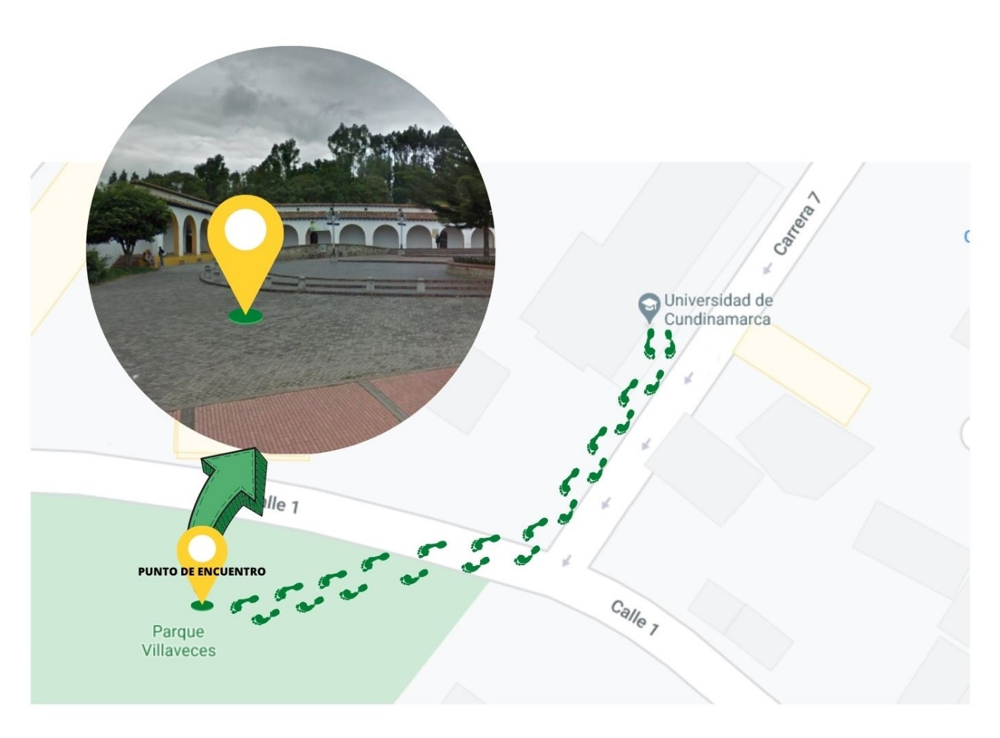 Carrera 7
Universidad de
Cundinamarca
alle 1
PUNTO DE ENCUENTRO
Calle 1
Parque
Villaveces